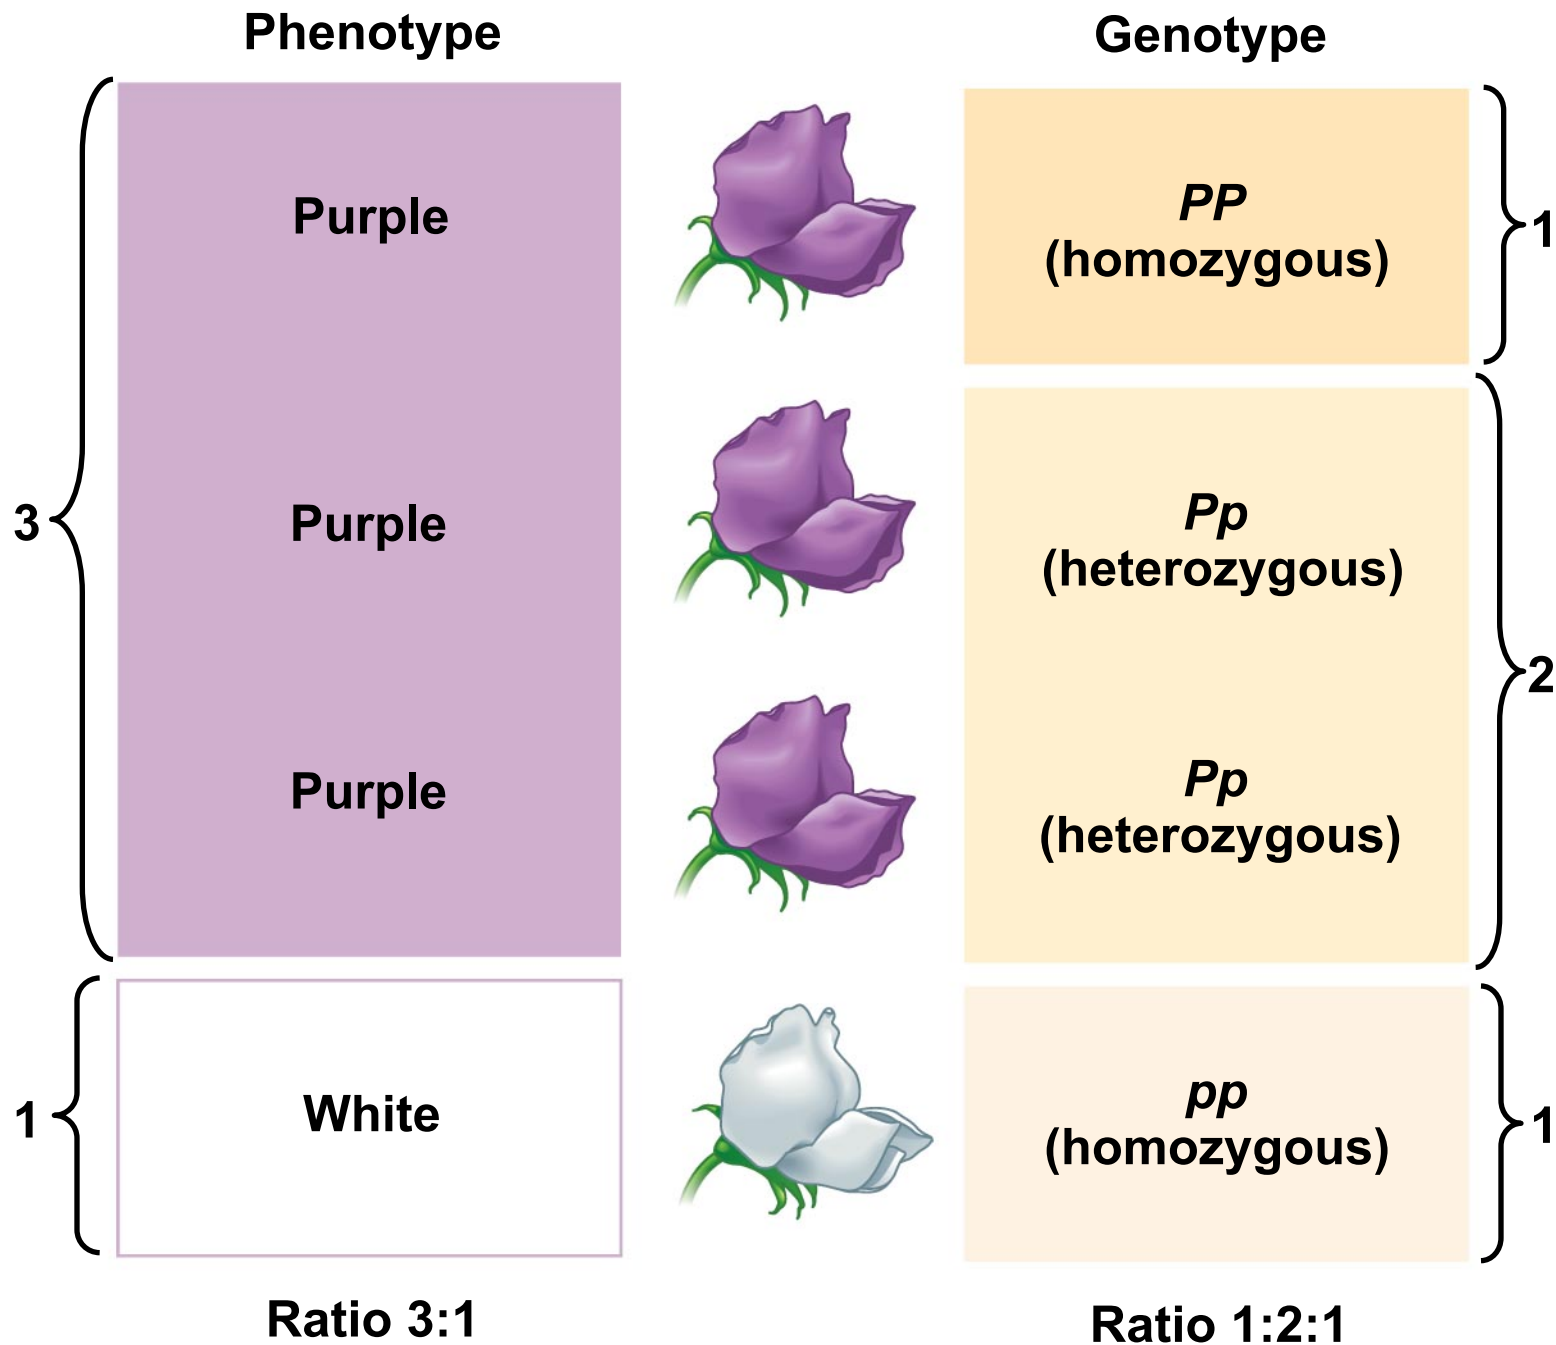 Phenotype
Genotype
Purple
PP
(homozygous)
1
3
Purple
Pp
(heterozygous)
2
Purple
Pp
(heterozygous)
1
White
pp
(homozygous)
1
Ratio 3:1
Ratio 1:2:1